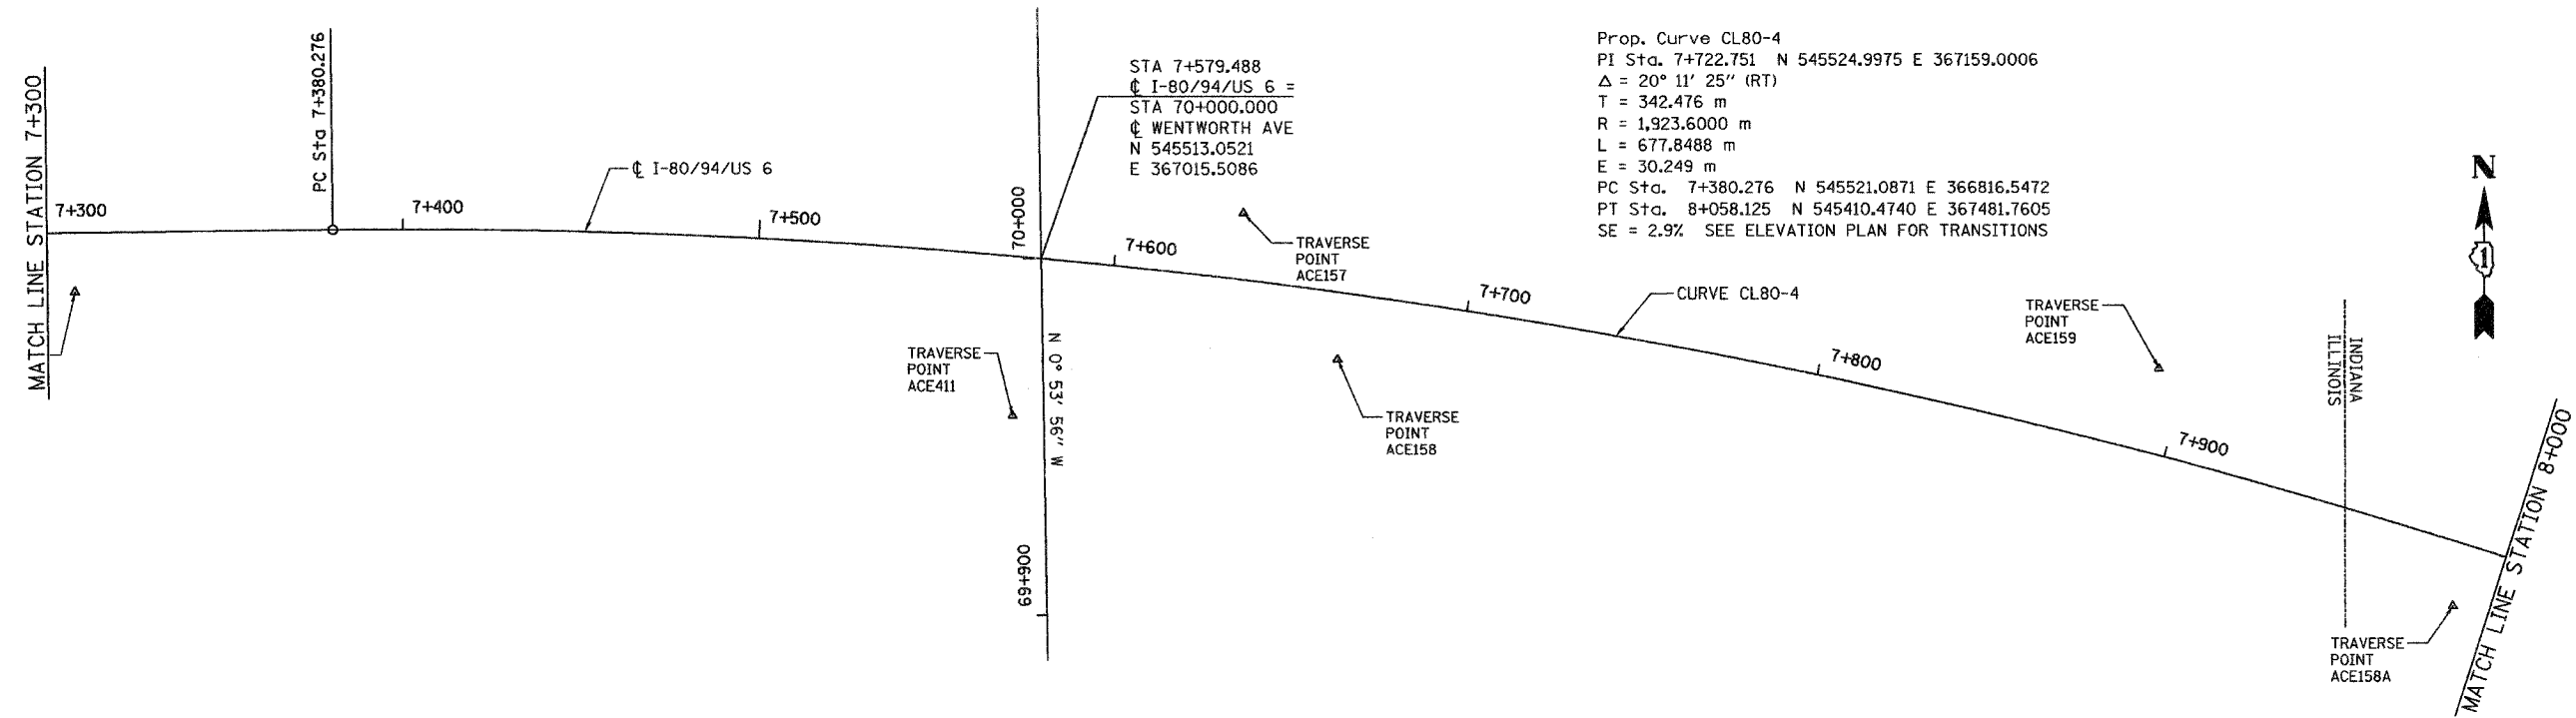 MATCH LINE STATION 7+300
7+300
PC Sta 7+380.276
7+400
℄ I-80/94/US 6
7+500
70+000
STA 7+579.488
℄ I-80/94/US 6 =
STA 70+000.000
℄ WENTWORTH AVE
N 545513.0521
E 367015.5086
7+600
TRAVERSE
POINT
ACE157
Prop. Curve CL80-4
PI Sta. 7+722.751 N 545524.9975 E 367159.0006
Δ = 20° 11' 25" (RT)
T = 342.476 m
R = 1,923.6000 m
L = 677.8488 m
E = 30.249 m
PC Sta. 7+380.276 N 545521.0871 E 366816.5472
PT Sta. 8+058.125 N 545410.4740 E 367481.7605
SE = 2.9% SEE ELEVATION PLAN FOR TRANSITIONS
N
1
7+700
CURVE CL80-4
TRAVERSE
POINT
ACE159
TRAVERSE
POINT
ACE411
N 0° 53' 56" W
TRAVERSE
POINT
ACE158
7+800
INDIANA
ILLINOIS
7+900
69+900
TRAVERSE
POINT
ACE158A
MATCH LINE STATION 8+000